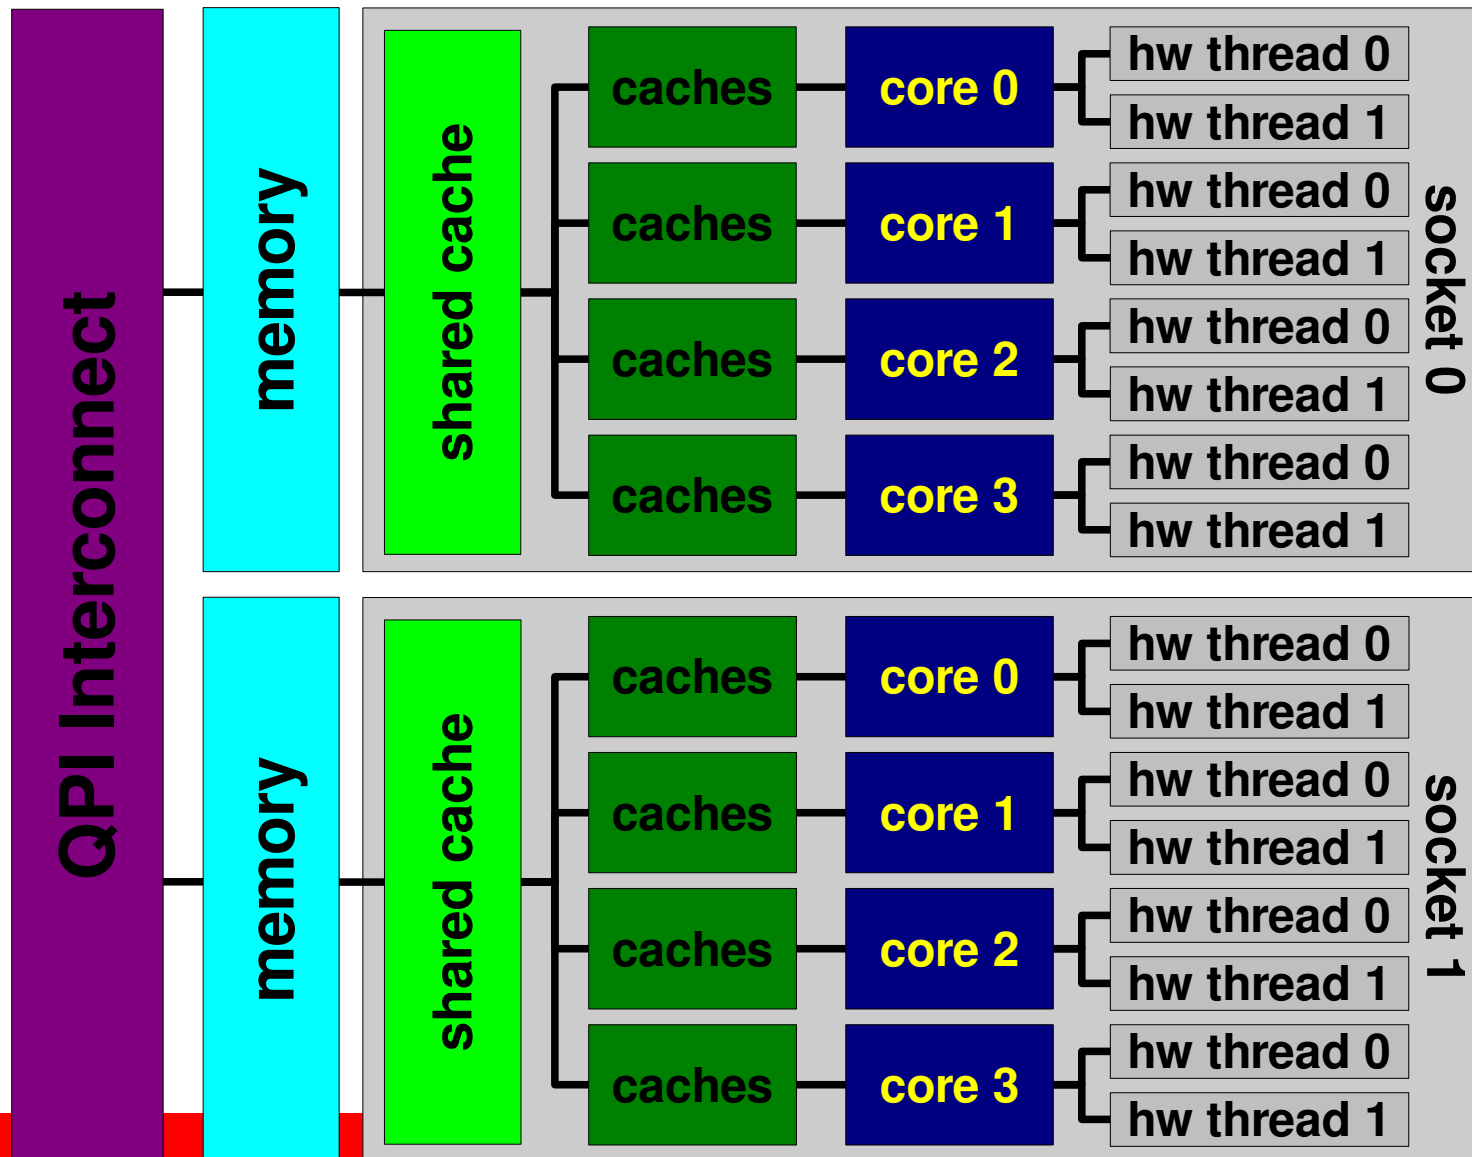 QPI Interconnect
memory
shared cache
caches
core 0
hw thread 0
hw thread 1
caches
core 1
hw thread 0
hw thread 1
caches
core 2
hw thread 0
hw thread 1
caches
core 3
hw thread 0
hw thread 1
socket 0
memory
shared cache
caches
core 0
hw thread 0
hw thread 1
caches
core 1
hw thread 0
hw thread 1
caches
core 2
hw thread 0
hw thread 1
caches
core 3
hw thread 0
hw thread 1
socket 1